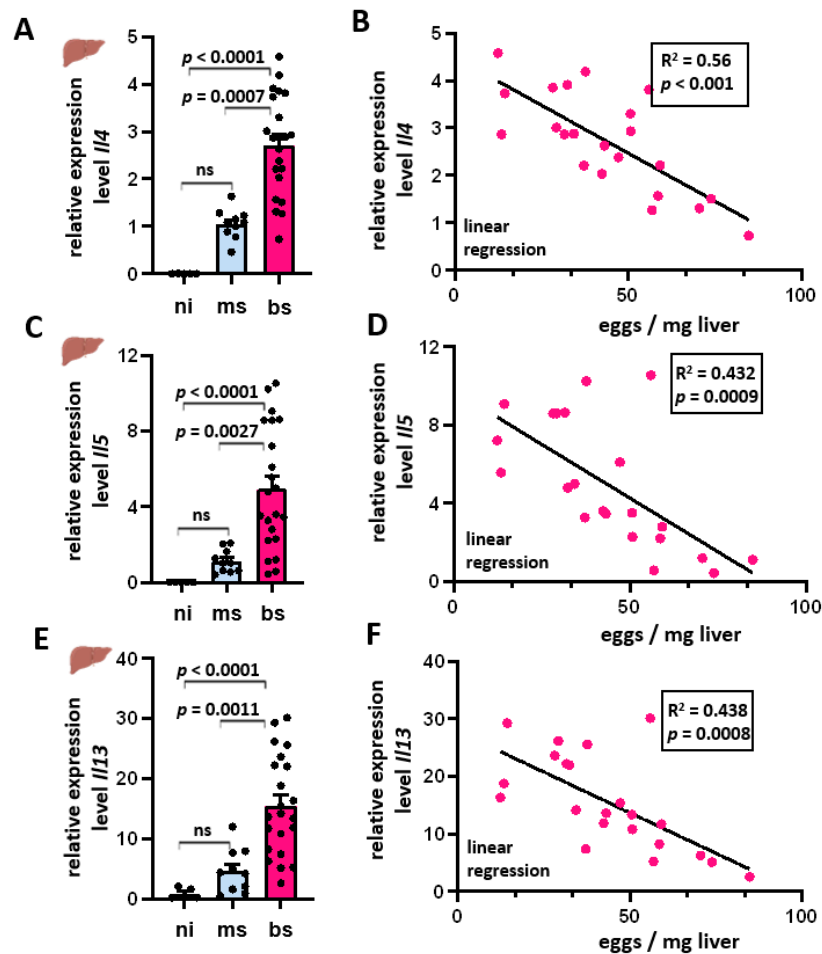 A
relative expression
level Il4
5
4
3
2
1
0
p < 0.0001
p = 0.0007
ns
ni ms bs
B
relative expression
level Il4
5
4
3
2
1
0
R² = 0.56
p < 0.001
linear
regression
0 50 100
eggs / mg liver
C
relative expression
level Il5
12
8
4
0
p < 0.0001
p = 0.0027
ns
ni ms bs
D
relative expression
level Il5
12
8
4
0
R² = 0.432
p = 0.0009
linear
regression
0 50 100
eggs / mg liver
E
relative expression
level Il13
40
30
20
10
0
p < 0.0001
p = 0.0011
ns
ni ms bs
F
relative expression
level Il13
40
30
20
10
0
R² = 0.438
p = 0.0008
linear
regression
0 50 100
eggs / mg liver